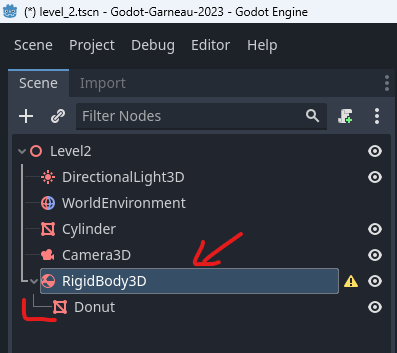 (*) level_2.tscn - Godot-Garneau-2023 - Godot Engine
Scene Project Debug Editor Help
Scene Import
Filter Nodes
Level2
DirectionalLight3D
WorldEnvironment
Cylinder
Camera3D
RigidBody3D
Donut